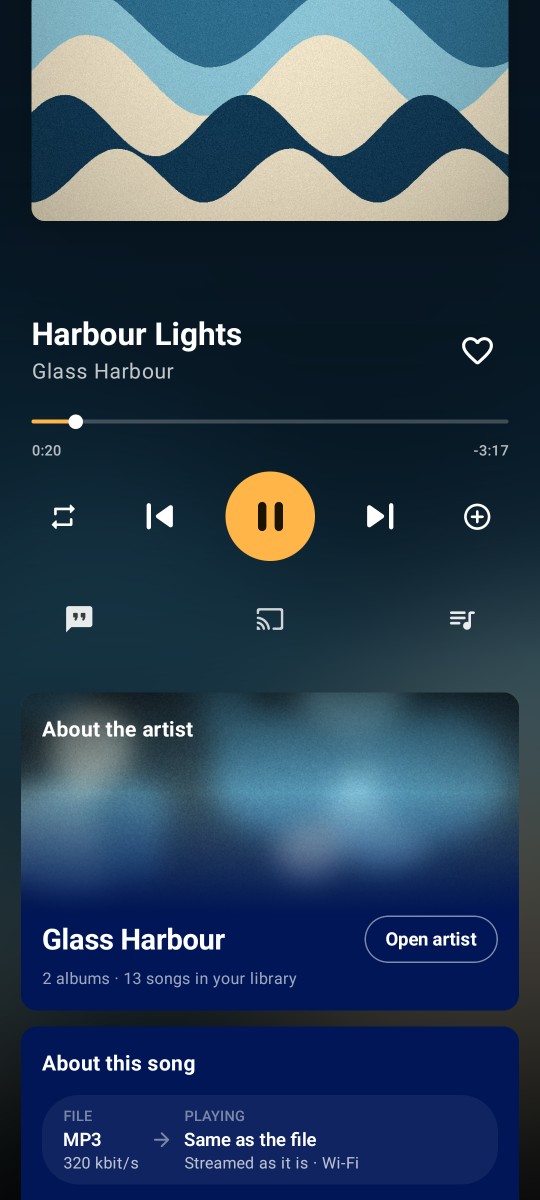 Harbour Lights
Glass Harbour
0:20
-3:17
About the artist
Glass Harbour
Open artist
2 albums · 13 songs in your library
About this song
FILE
MP3
320 kbit/s
PLAYING
Same as the file
Streamed as it is · Wi-Fi